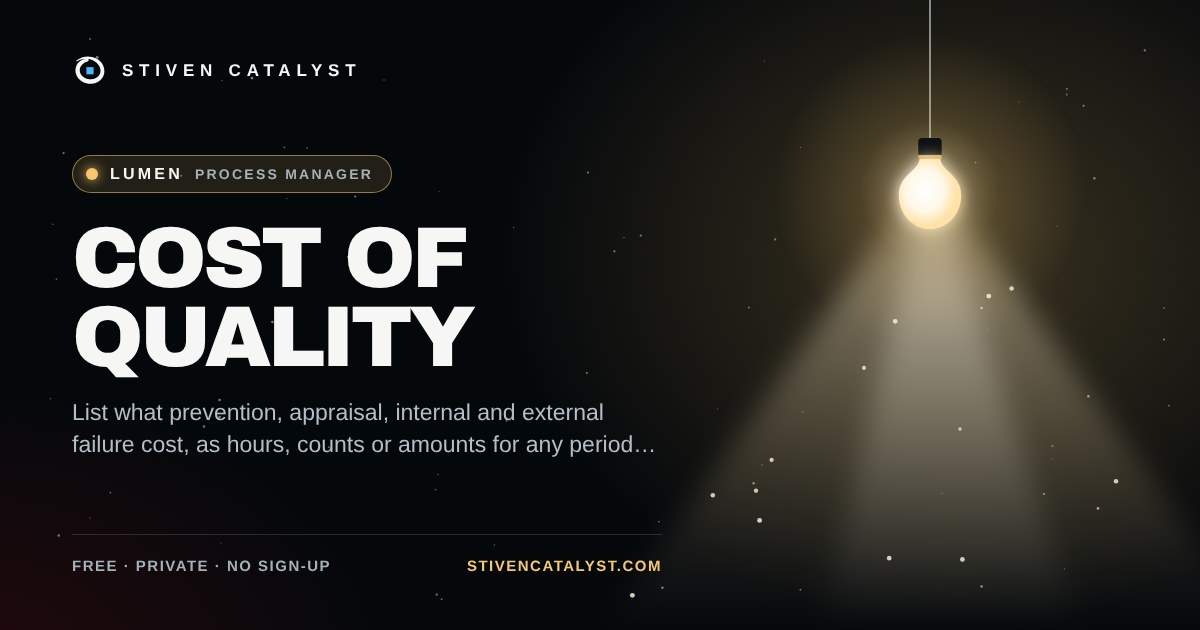 STIVEN CATALYST
LUMEN PROCESS MANAGER
COST OF
QUALITY
List what prevention, appraisal, internal and external
failure cost, as hours, counts or amounts for any period…
FREE · PRIVATE · NO SIGN-UP
STIVENCATALYST.COM